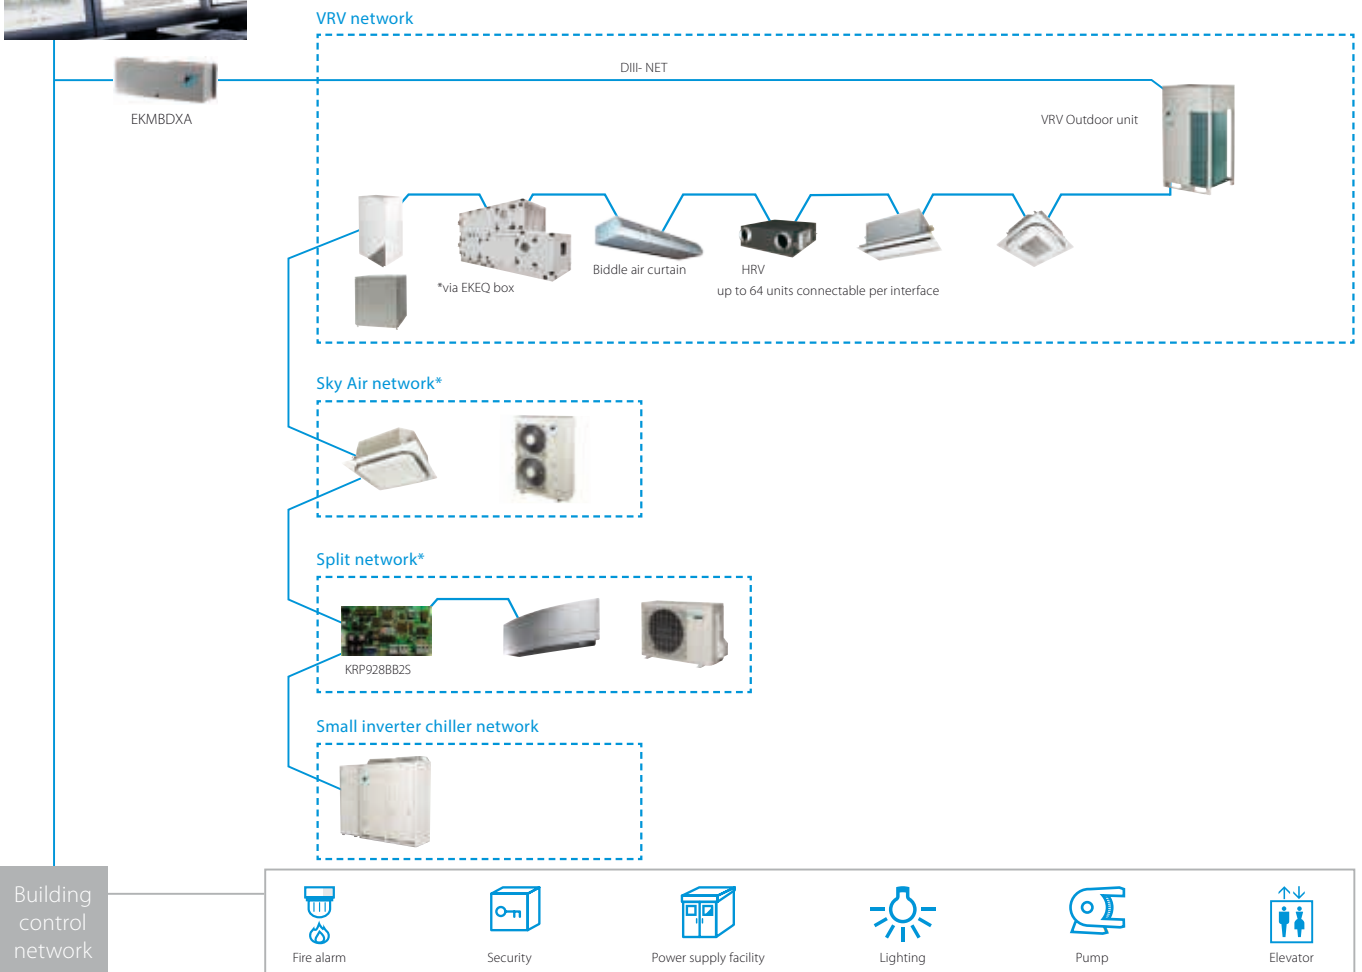 VRV network
DIII- NET
EKMBDXA
VRV Outdoor unit
Biddle air curtain
HRV
*via EKEQ box
up to 64 units connectable per interface
Sky Air network*
Split network*
KRP928BB2S
Small inverter chiller network
Building
control
network
Fire alarm
Security
Power supply facility
Lighting
Pump
Elevator